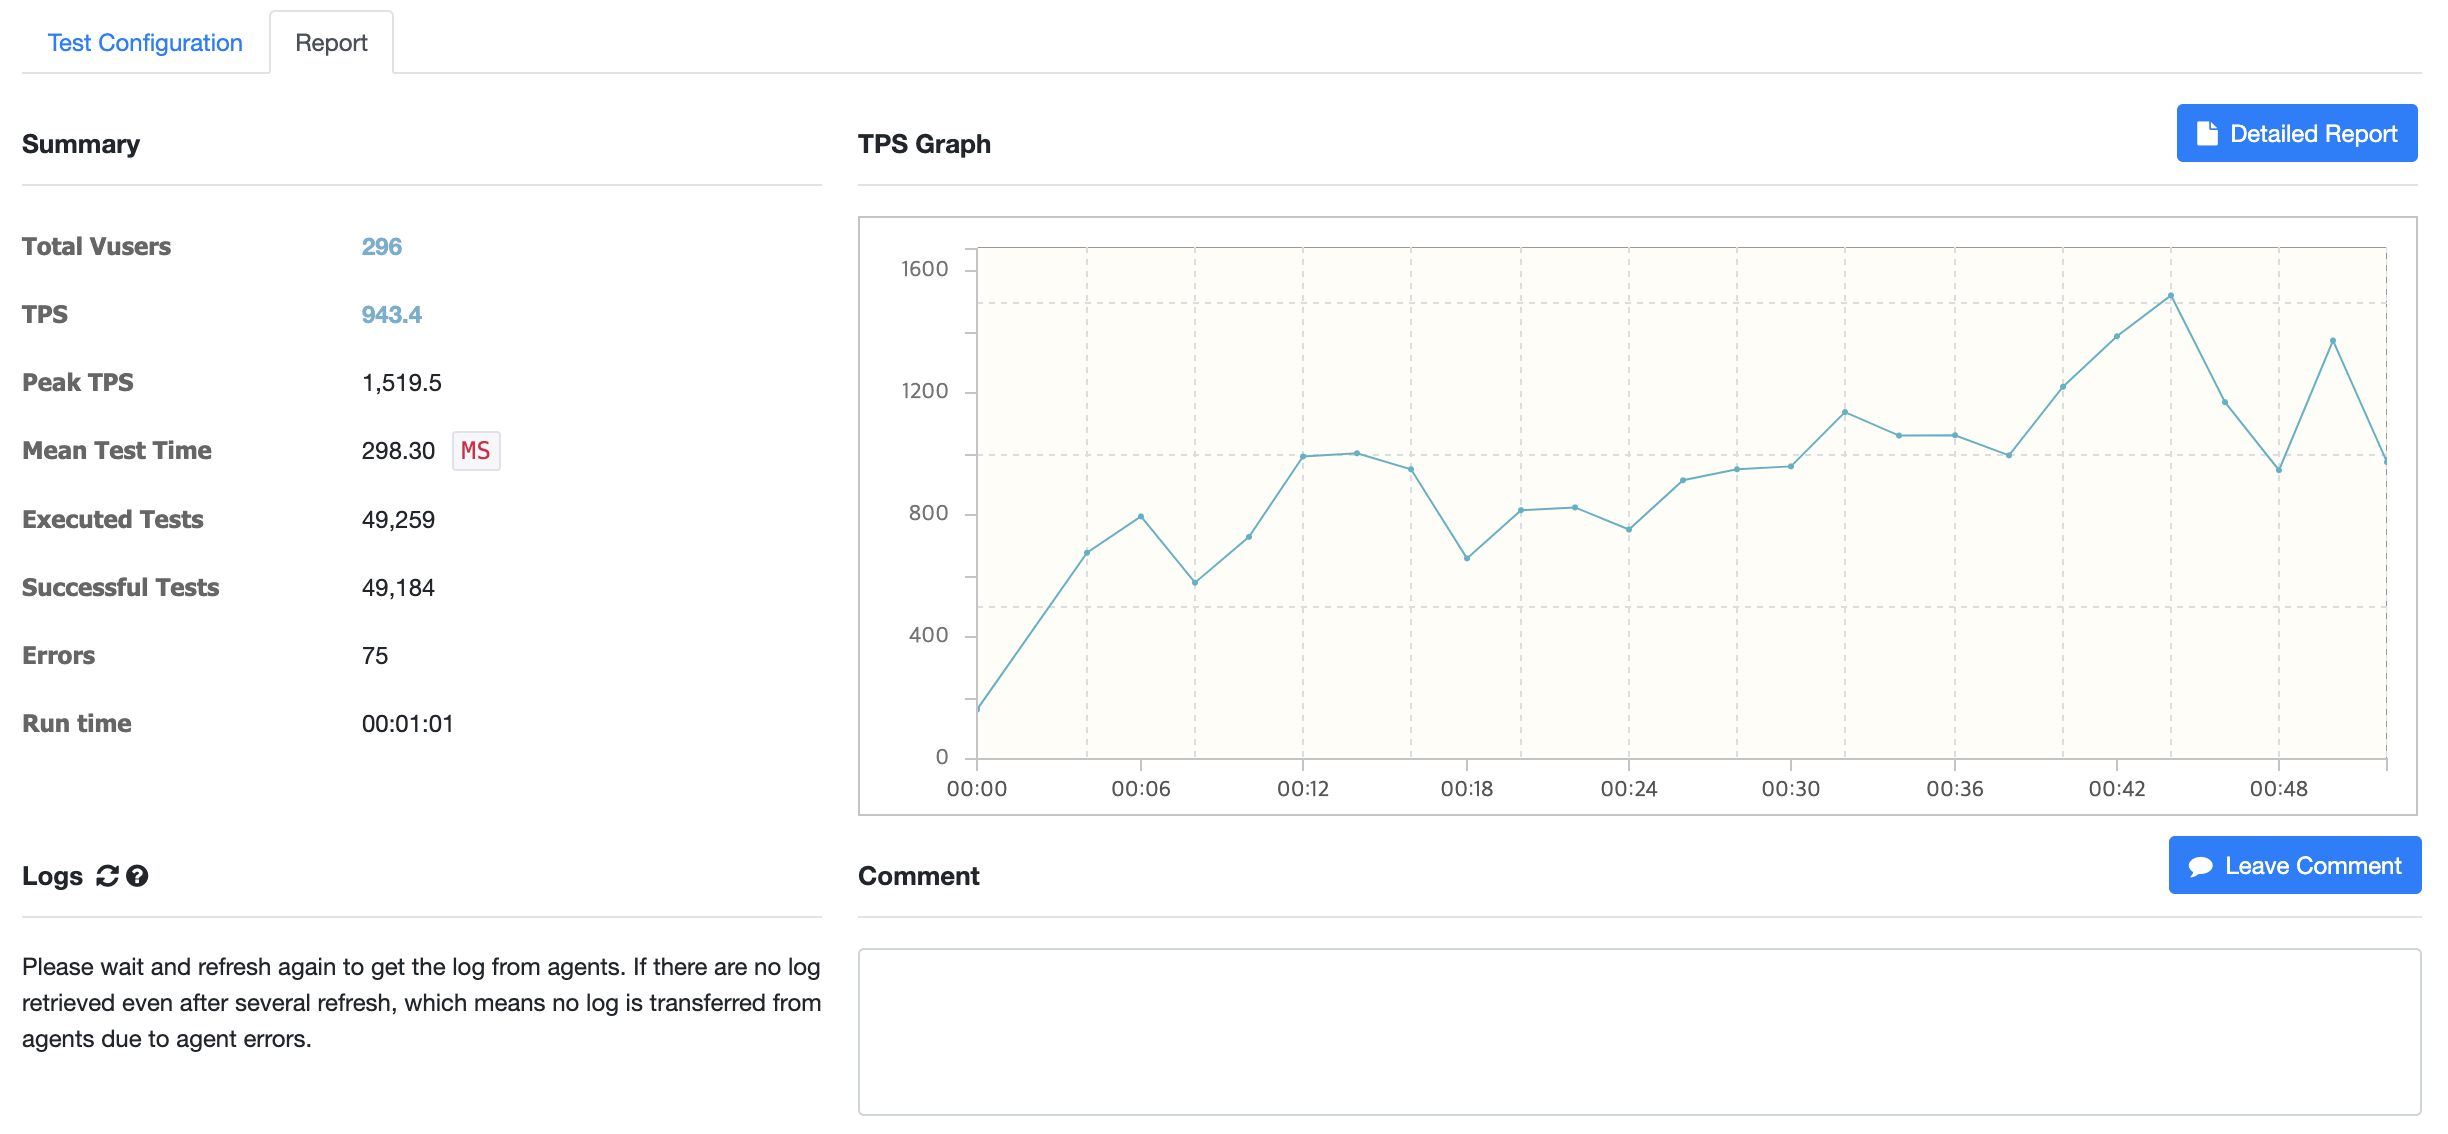 Test Configuration
Report
Summary
Total Vusers 296
TPS 943.4
Peak TPS 1,519.5
Mean Test Time 298.30 MS
Executed Tests 49,259
Successful Tests 49,184
Errors 75
Run time 00:01:01
TPS Graph
Detailed Report
1600
1200
800
400
0
00:00 00:06 00:12 00:18 00:24 00:30 00:36 00:42 00:48
Logs
Please wait and refresh again to get the log from agents. If there are no log
retrieved even after several refresh, which means no log is transferred from
agents due to agent errors.
Comment
Leave Comment